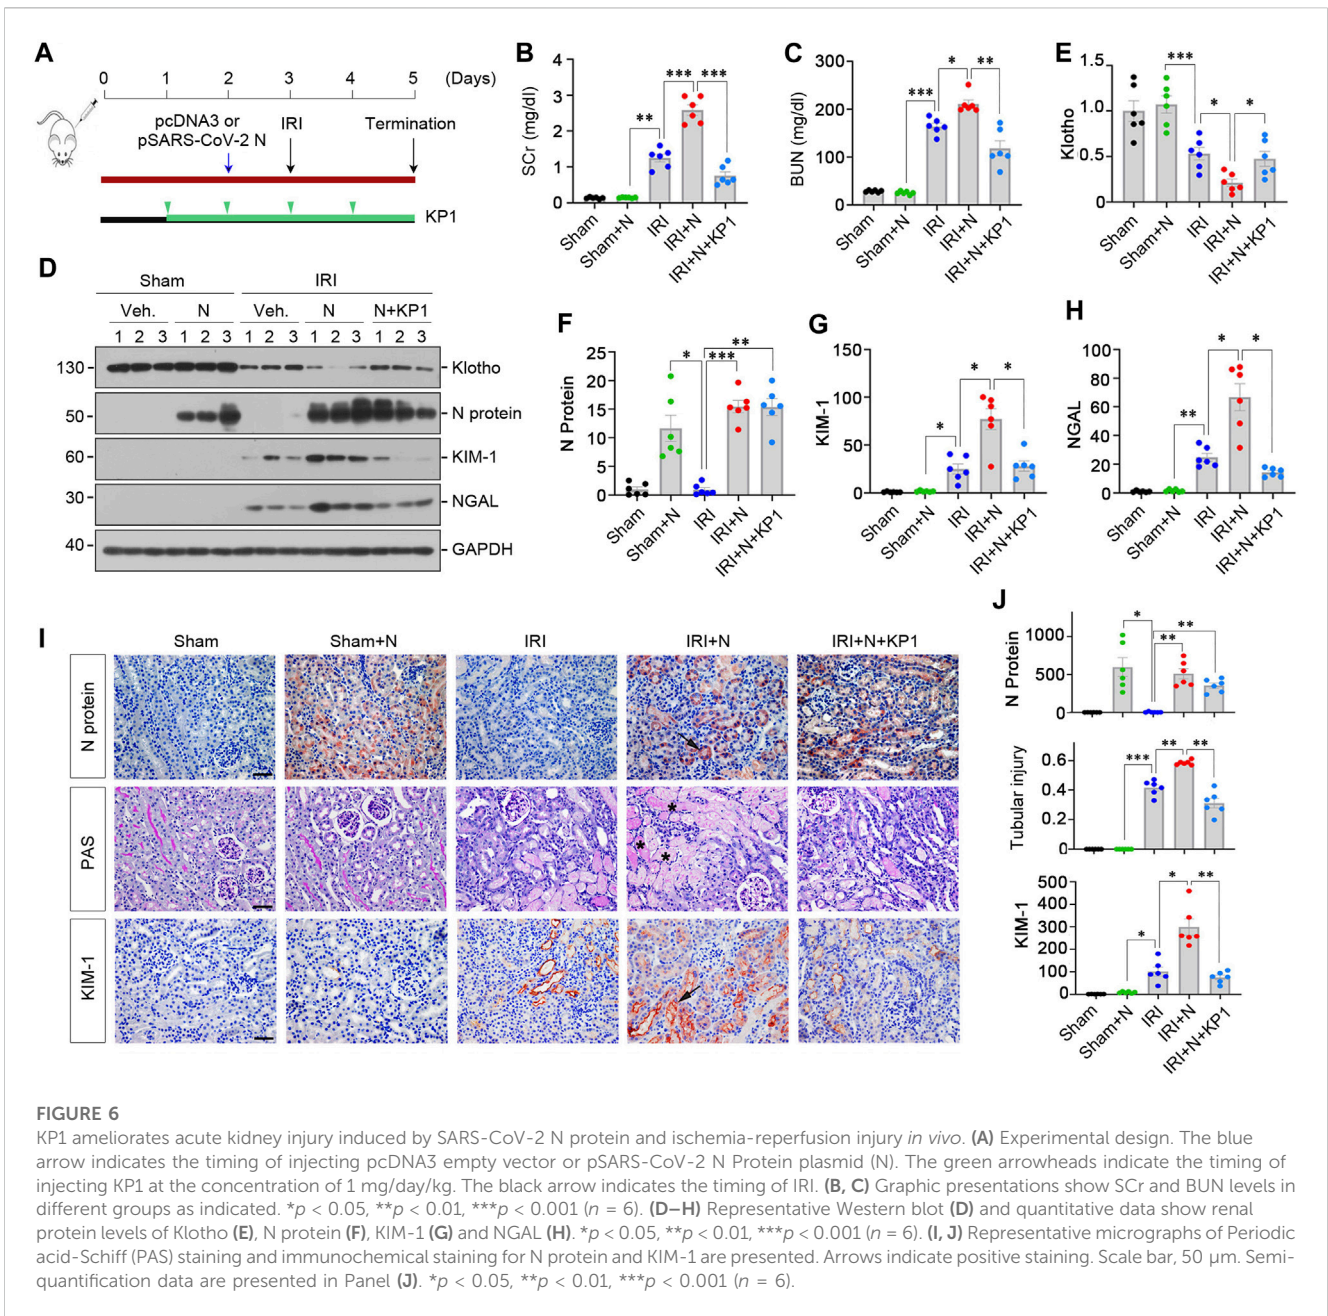 A
0 1 2 3 4 5 (Days)
pcDNA3 or
pSARS-CoV-2 N
IRI
Termination
KP1
B
SCr (mg/dl)
4
3
2
1
0
** *** ***
Sham
Sham+N
IRI
IRI+N
IRI+N+KP1
C
BUN (mg/dl)
300
200
100
0
*** * **
Sham
Sham+N
IRI
IRI+N
IRI+N+KP1
E
Klotho
1.5
1.0
0.5
0
*** * *
Sham
Sham+N
IRI
IRI+N
IRI+N+KP1
D
Sham IRI
Veh. N Veh. N N+KP1
1 2 3 1 2 3 1 2 3 1 2 3 1 2 3
130 Klotho
50 N protein
60 KIM-1
30 NGAL
40 GAPDH
F
N Protein
25
20
15
10
5
0
* *** **
Sham
Sham+N
IRI
IRI+N
IRI+N+KP1
G
KIM-1
150
100
50
0
* * *
Sham
Sham+N
IRI
IRI+N
IRI+N+KP1
H
NGAL
100
80
60
40
20
0
** * *
Sham
Sham+N
IRI
IRI+N
IRI+N+KP1
I
Sham Sham+N IRI IRI+N IRI+N+KP1
N protein
PAS
* * *
KIM-1
J
N Protein
1000
500
0
* ** **
Tubular injury
0.6
0.4
0.2
0
*** ** **
KIM-1
500
400
300
200
100
0
* * **
Sham
Sham+N
IRI
IRI+N
IRI+N+KP1
FIGURE 6
KP1 ameliorates acute kidney injury induced by SARS-CoV-2 N protein and ischemia-reperfusion injury in vivo. (A) Experimental design. The blue
arrow indicates the timing of injecting pcDNA3 empty vector or pSARS-CoV-2 N Protein plasmid (N). The green arrowheads indicate the timing of
injecting KP1 at the concentration of 1 mg/day/kg. The black arrow indicates the timing of IRI. (B, C) Graphic presentations show SCr and BUN levels in
different groups as indicated. *p < 0.05, **p < 0.01, ***p < 0.001 (n = 6). (D–H) Representative Western blot (D) and quantitative data show renal
protein levels of Klotho (E), N protein (F), KIM-1 (G) and NGAL (H). *p < 0.05, **p < 0.01, ***p < 0.001 (n = 6). (I, J) Representative micrographs of Periodic
acid-Schiff (PAS) staining and immunochemical staining for N protein and KIM-1 are presented. Arrows indicate positive staining. Scale bar, 50 μm. Semi-
quantification data are presented in Panel (J). *p < 0.05, **p < 0.01, ***p < 0.001 (n = 6).